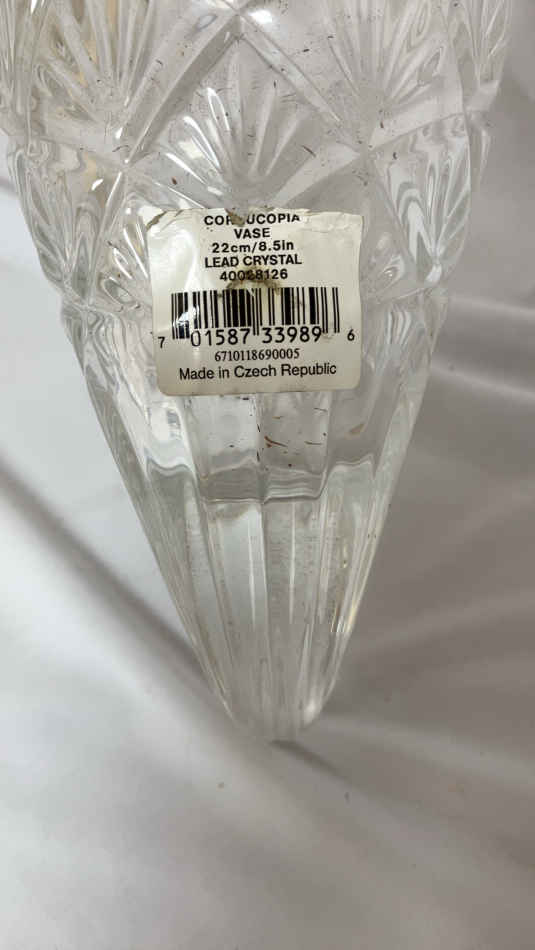 CORNUCOPIA
VASE
22cm/8.5in
LEAD CRYSTAL
7 01587 33989 6
6710118690005
Made in Czech Republic